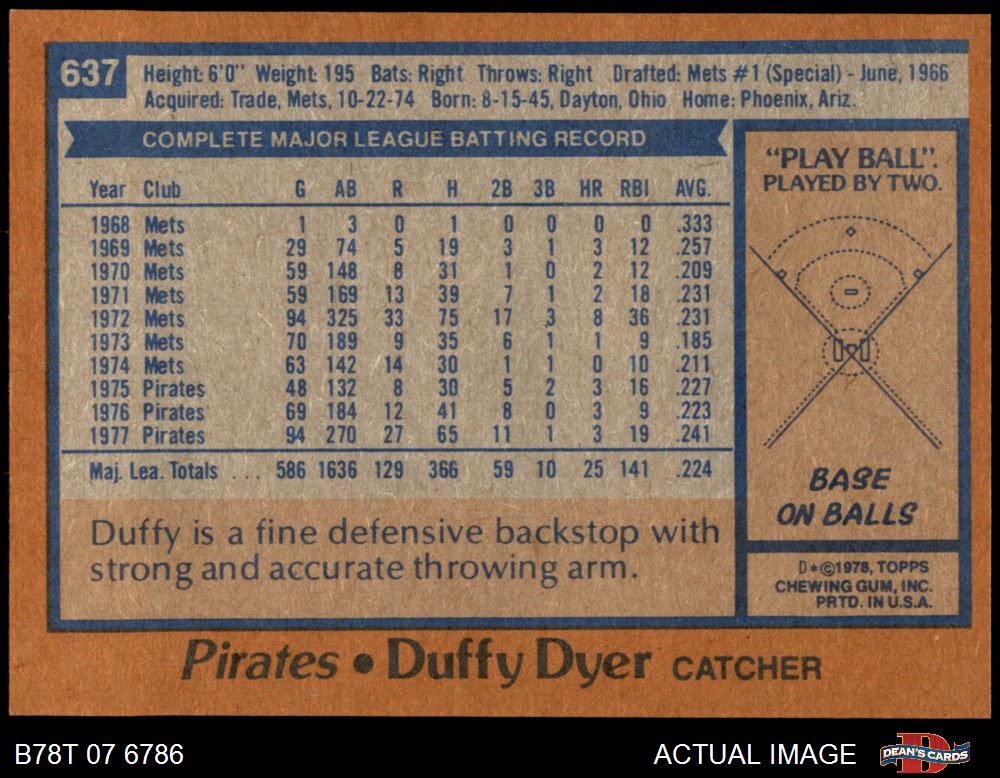 637
Height: 6'0" Weight: 195 Bats: Right Throws: Right Drafted: Mets #1 (Special) - June, 1966
Acquired: Trade, Mets, 10-22-74 Born: 8-15-45, Dayton, Ohio Home: Phoenix, Ariz.
COMPLETE MAJOR LEAGUE BATTING RECORD
Year Club G AB R H 2B 3B HR RBI AVG.
1968 Mets 1 3 0 1 0 0 0 0 .333
1969 Mets 29 74 5 19 3 1 3 12 .257
1970 Mets 59 148 8 31 1 0 2 12 .209
1971 Mets 59 169 13 39 7 1 2 18 .231
1972 Mets 94 325 33 75 17 3 8 36 .231
1973 Mets 70 189 9 35 6 1 1 9 .185
1974 Mets 63 142 14 30 1 1 0 10 .211
1975 Pirates 48 132 8 30 5 2 3 16 .227
1976 Pirates 69 184 12 41 8 0 3 9 .223
1977 Pirates 94 270 27 65 11 1 3 19 .241
Maj. Lea. Totals . . . 586 1636 129 366 59 10 25 141 .224
Duffy is a fine defensive backstop with
strong and accurate throwing arm.
"PLAY BALL".
PLAYED BY TWO.
BASE
ON BALLS
D*©1978, TOPPS
CHEWING GUM, INC.
PRTD. IN U.S.A.
Pirates • Duffy Dyer CATCHER
B78T 07 6786
ACTUAL IMAGE
DEAN'S CARDS